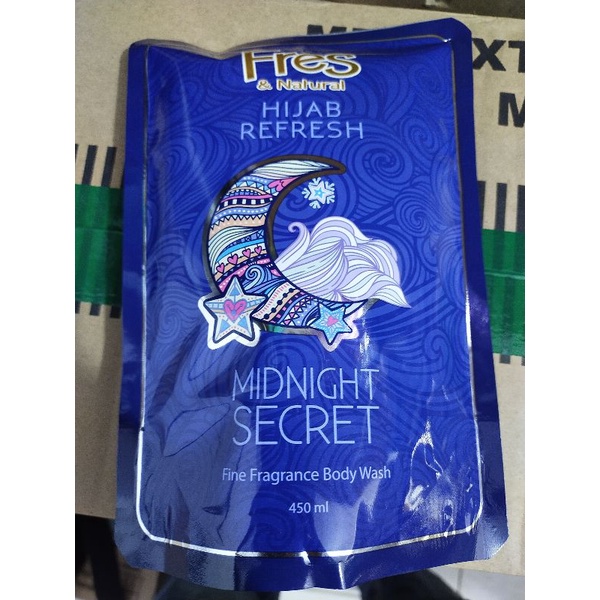 Fres
& Natural
HIJAB
REFRESH
MIDNIGHT
SECRET
Fine Fragrance Body Wash
450 ml